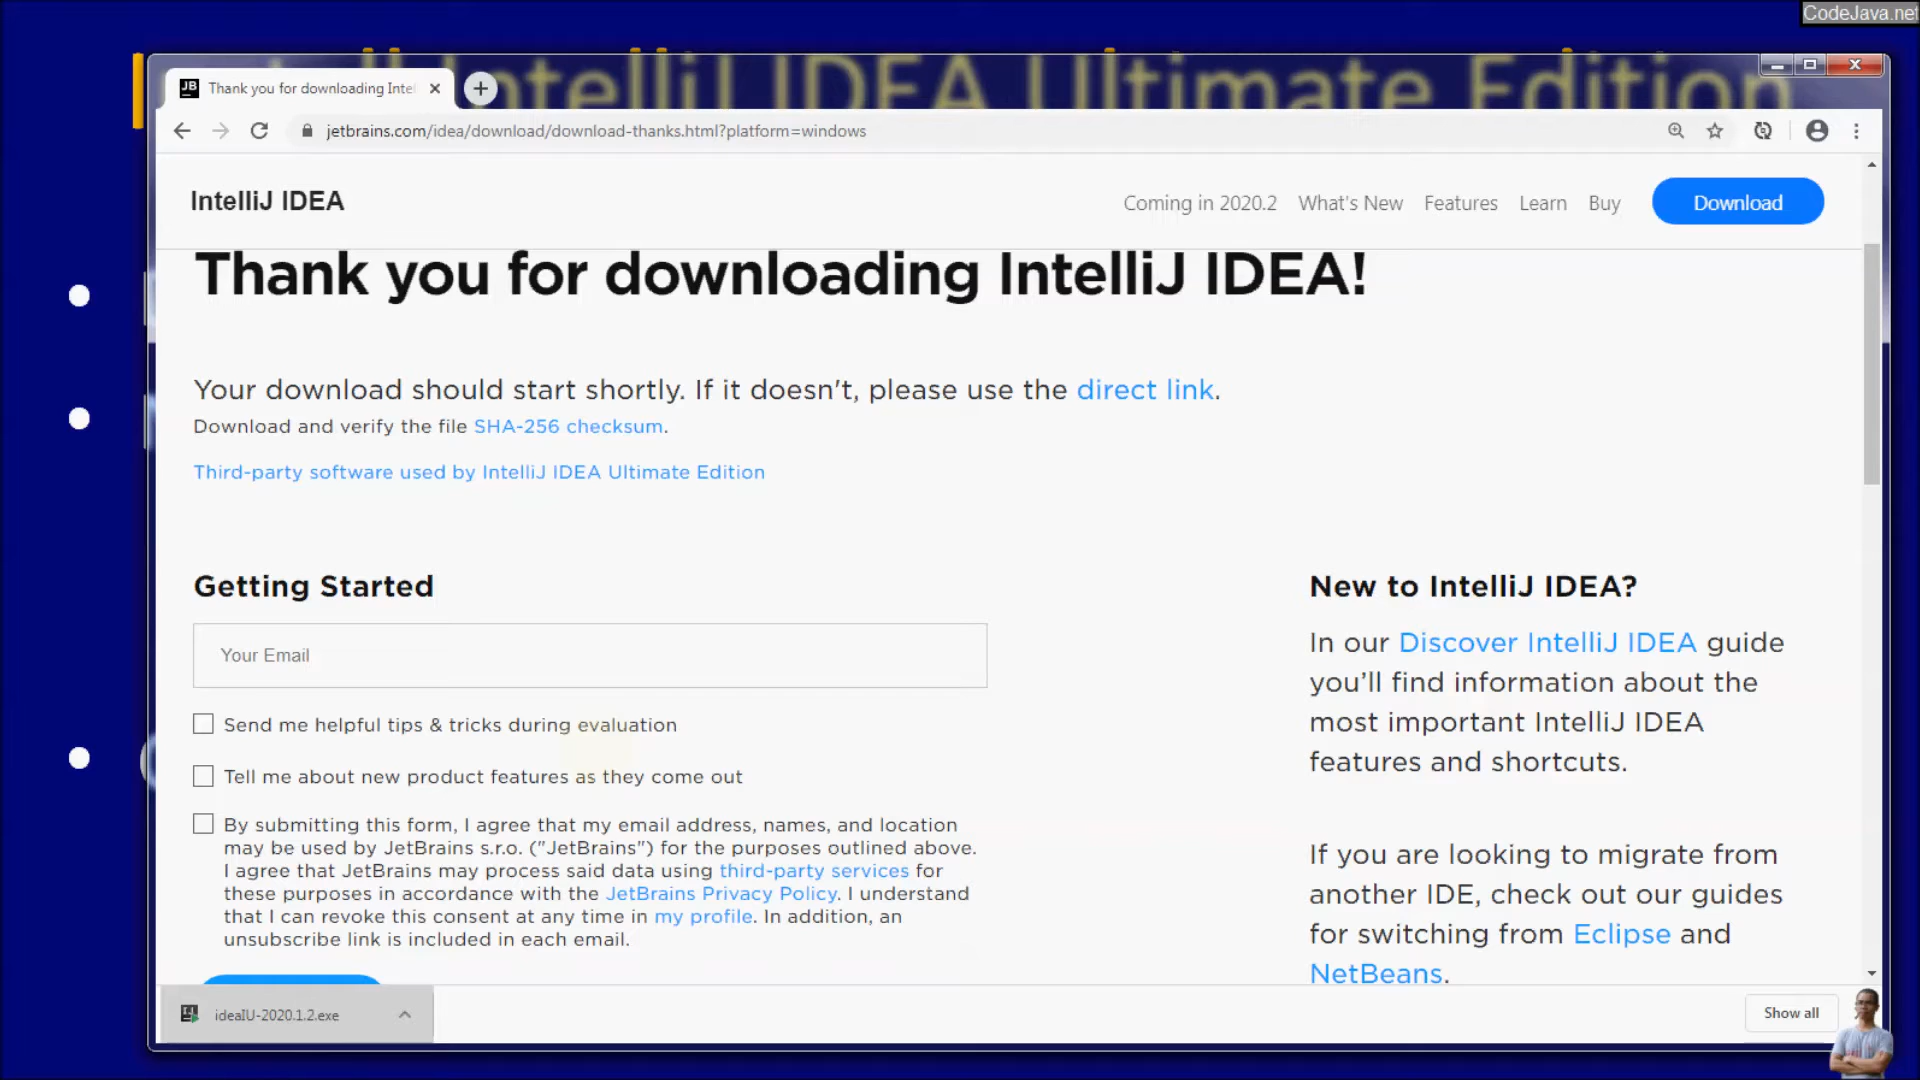 CodeJava.net
IntelliJ IDEA Ultimate Edition
JB Thank you for downloading Inte
jetbrains.com/idea/download/download-thanks.html?platform=windows
IntelliJ IDEA
Coming in 2020.2 What's New Features Learn Buy Download
Thank you for downloading IntelliJ IDEA!
Your download should start shortly. If it doesn't, please use the direct link.
Download and verify the file SHA-256 checksum.
Third-party software used by IntelliJ IDEA Ultimate Edition
Getting Started
Your Email
Send me helpful tips & tricks during evaluation
Tell me about new product features as they come out
By submitting this form, I agree that my email address, names, and location
may be used by JetBrains s.r.o. ("JetBrains") for the purposes outlined above.
I agree that JetBrains may process said data using third-party services for
these purposes in accordance with the JetBrains Privacy Policy. I understand
that I can revoke this consent at any time in my profile. In addition, an
unsubscribe link is included in each email.
New to IntelliJ IDEA?
In our Discover IntelliJ IDEA guide
you’ll find information about the
most important IntelliJ IDEA
features and shortcuts.
If you are looking to migrate from
another IDE, check out our guides
for switching from Eclipse and
NetBeans.
ideaIU-2020.1.2.exe
Show all